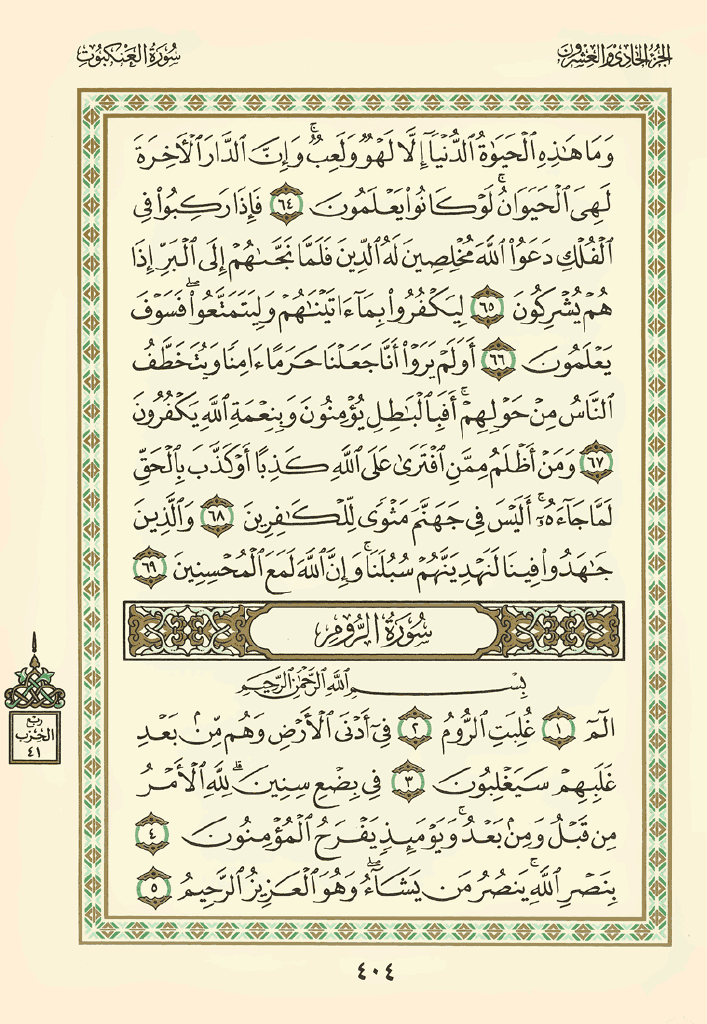 الجزء الحادي والعشرون
سورة العنكبوت
وَمَا هَٰذِهِ ٱلْحَيَوٰةُ ٱلدُّنْيَآ إِلَّا لَهْوٌ وَلَعِبٌ ۚ وَإِنَّ ٱلدَّارَ ٱلْأَخِرَةَ
لَهِىَ ٱلْحَيَوَانُ ۚ لَوْ كَانُوا۟ يَعْلَمُونَ ٦٤ فَإِذَا رَكِبُوا۟ فِى
ٱلْفُلْكِ دَعَوُا۟ ٱللَّهَ مُخْلِصِينَ لَهُ ٱلدِّينَ فَلَمَّا نَجَّىٰهُمْ إِلَى ٱلْبَرِّ إِذَا
هُمْ يُشْرِكُونَ ٦٥ لِيَكْفُرُوا۟ بِمَآ ءَاتَيْنَٰهُمْ وَلِيَتَمَتَّعُوا۟ ۖ فَسَوْفَ
يَعْلَمُونَ ٦٦ أَوَلَمْ يَرَوْا۟ أَنَّا جَعَلْنَا حَرَمًا ءَامِنًا وَيُتَخَطَّفُ
ٱلنَّاسُ مِنْ حَوْلِهِمْ ۚ أَفَبِٱلْبَٰطِلِ يُؤْمِنُونَ وَبِنِعْمَةِ ٱللَّهِ يَكْفُرُونَ
٦٧ وَمَنْ أَظْلَمُ مِمَّنِ ٱفْتَرَىٰ عَلَى ٱللَّهِ كَذِبًا أَوْ كَذَّبَ بِٱلْحَقِّ
لَمَّا جَآءَهُۥٓ ۚ أَلَيْسَ فِى جَهَنَّمَ مَثْوًى لِّلْكَٰفِرِينَ ٦٨ وَٱلَّذِينَ
جَٰهَدُوا۟ فِينَا لَنَهْدِيَنَّهُمْ سُبُلَنَا ۚ وَإِنَّ ٱللَّهَ لَمَعَ ٱلْمُحْسِنِينَ ٦٩
سُورَةُ الرُّومِ
بِسْمِ ٱللَّهِ ٱلرَّحْمَٰنِ ٱلرَّحِيمِ
الٓمٓ ١ غُلِبَتِ ٱلرُّومُ ٢ فِىٓ أَدْنَى ٱلْأَرْضِ وَهُم مِّنۢ بَعْدِ
غَلَبِهِمْ سَيَغْلِبُونَ ٣ فِى بِضْعِ سِنِينَ ۗ لِلَّهِ ٱلْأَمْرُ
مِن قَبْلُ وَمِنۢ بَعْدُ ۚ وَيَوْمَئِذٍ يَفْرَحُ ٱلْمُؤْمِنُونَ ٤
بِنَصْرِ ٱللَّهِ ۚ يَنصُرُ مَن يَشَآءُ ۖ وَهُوَ ٱلْعَزِيزُ ٱلرَّحِيمُ ٥
ربع
الحزب
٤١
٤٠٤